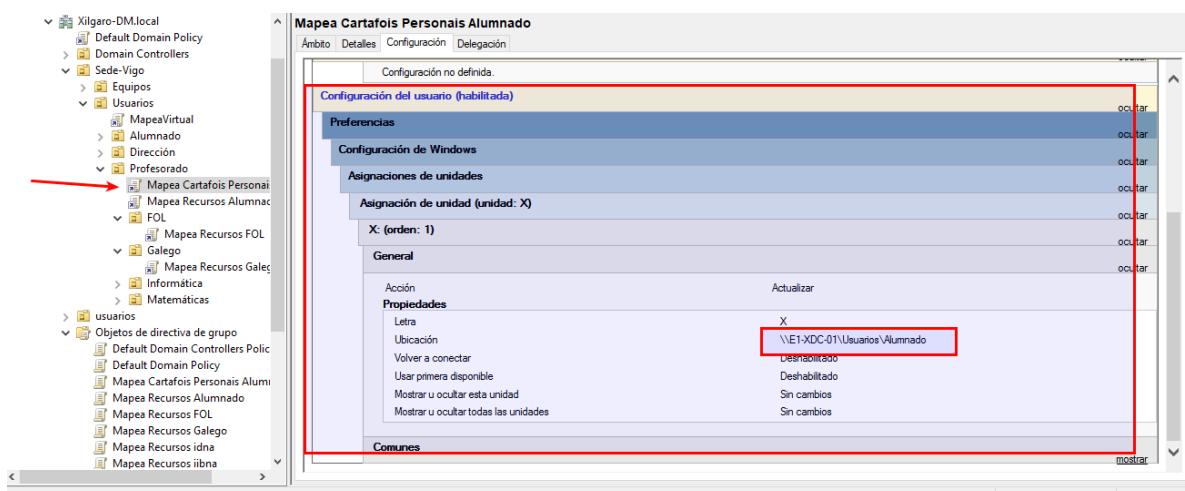 Xilgaro-DM.local
Default Domain Policy
Domain Controllers
Sede-Vigo
Equipos
Usuarios
MapeaVirtual
Alumnado
Dirección
Profesorado
Mapea Cartafois Personai
Mapea Recursos Alumnac
FOL
Mapea Recursos FOL
Galego
Mapea Recursos Galeg
Informática
Matemáticas
usuarios
Objetos de directiva de grupo
Default Domain Controllers Polic
Default Domain Policy
Mapea Cartafois Personais Alumn
Mapea Recursos Alumnado
Mapea Recursos FOL
Mapea Recursos Galego
Mapea Recursos idna
Mapea Recursos iibna
Mapea Cartafois Personais Alumnado
Ámbito Detalles Configuración Delegación
Configuración no definida.
Configuración del usuario (habilitada)
ocultar
Preferencias
ocultar
Configuración de Windows
ocultar
Asignaciones de unidades
ocultar
Asignación de unidad (unidad: X)
ocultar
X: (orden: 1)
ocultar
General
ocultar
Acción Actualizar
Propiedades
Letra X
Ubicación \\E1-XDC-01\Usuarios\Alumnado
Volver a conectar Deshabilitado
Usar primera disponible Deshabilitado
Mostrar u ocultar esta unidad Sin cambios
Mostrar u ocultar todas las unidades Sin cambios
Comunes
mostrar